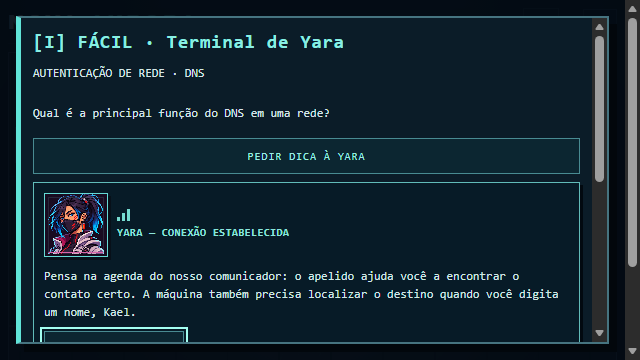 [I] FÁCIL · Terminal de Yara
AUTENTICAÇÃO DE REDE · DNS
Qual é a principal função do DNS em uma rede?
PEDIR DICA À YARA
YARA — CONEXÃO ESTABELECIDA
Pensa na agenda do nosso comunicador: o apelido ajuda você a encontrar o
contato certo. A máquina também precisa localizar o destino quando você digita
um nome, Kael.